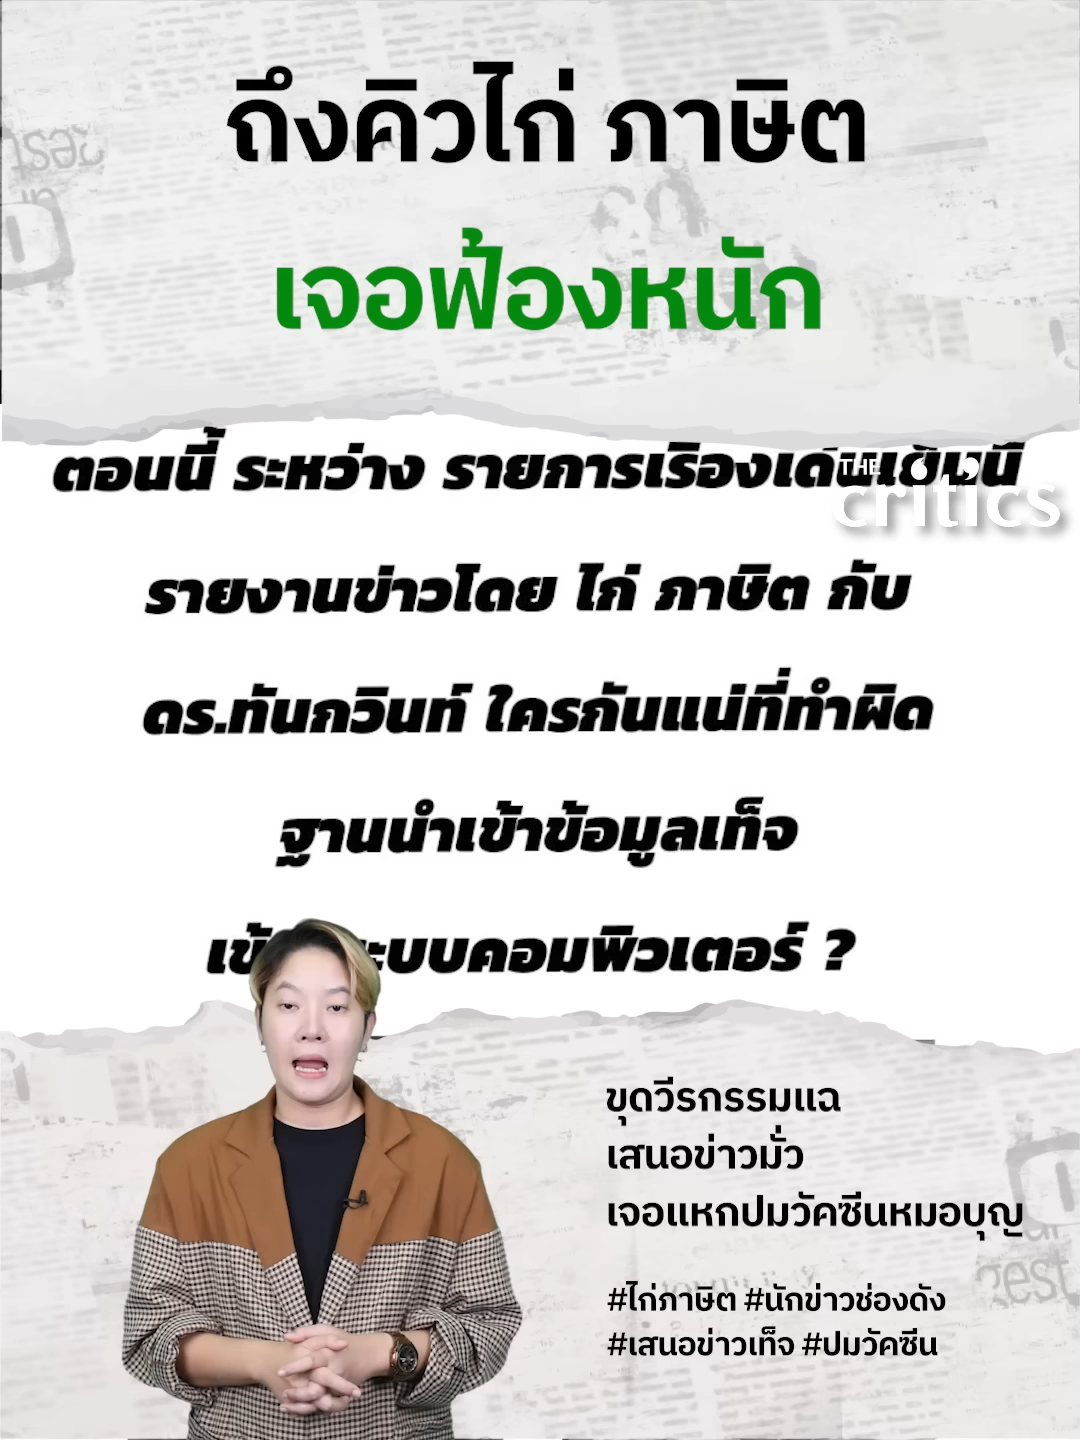 ถึงคิวไก่ ภาษิต
เจอฟ้องหนัก
ตอนนี้ ระหว่าง รายการเรื่องเด่นเย็นนี้
THE critics
รายงานข่าวโดย ไก่ ภาษิต กับ
ดร.ทันกวินท์ ใครกันแน่ที่ทำผิด
ฐานนำเข้าข้อมูลเท็จ
ระบบคอมพิวเตอร์ ?
ขุดวีรกรรมแฉ
เสนอข่าวมั่ว
เจอแหกปมวัคซีนหมอบุญ
#ไก่ภาษิต #นักข่าวช่องดัง
#เสนอข่าวเท็จ #ปมวัคซีน